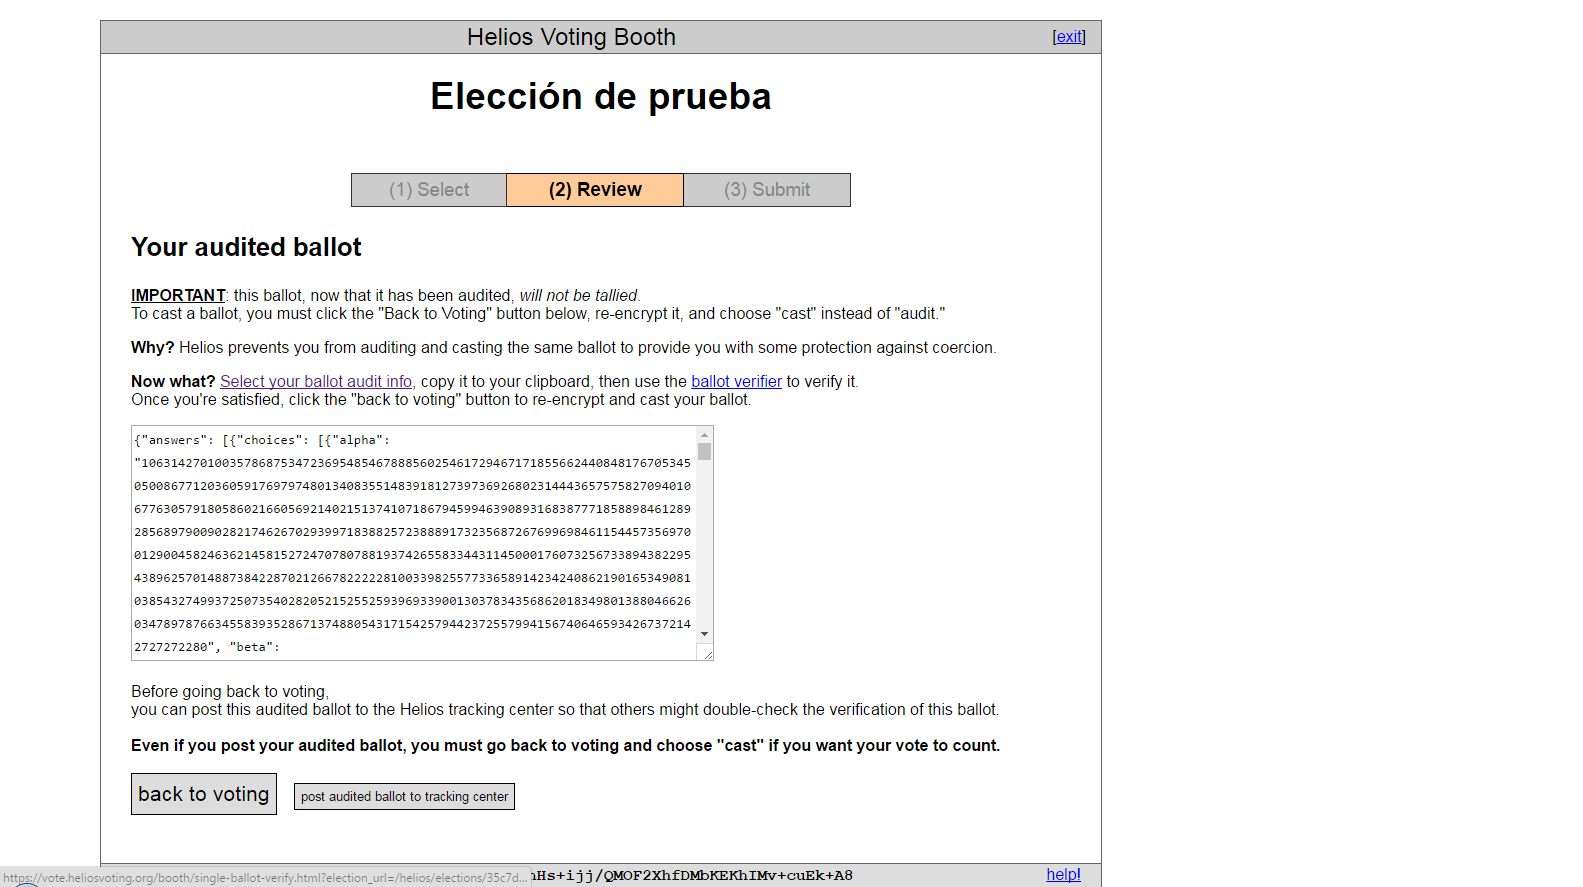 Helios Voting Booth
[exit]
Elección de prueba
(1) Select (2) Review (3) Submit
Your audited ballot
IMPORTANT: this ballot, now that it has been audited, will not be tallied.
To cast a ballot, you must click the "Back to Voting" button below, re-encrypt it, and choose "cast" instead of "audit."
Why? Helios prevents you from auditing and casting the same ballot to provide you with some protection against coercion.
Now what? Select your ballot audit info, copy it to your clipboard, then use the ballot verifier to verify it.
Once you're satisfied, click the "back to voting" button to re-encrypt and cast your ballot.
{"answers": [{"choices": [{"alpha":
"106314270100357868753472369548546788856025461729467171855662440848176705345
0500867712036059176979748013408355148391812739736926802314443657575827094010
6776305791805860216605692140215137410718679459946390893168387771858898461289
2856897900902821746267029399718388257238889173235687267699698461154457356970
0129004582463621458152724707807881937426558334431145000176073256733894382295
4389625701488738422870212667822222810033982557733658914234240862190165349081
0385432749937250735402820521525525939693390013037834356862018349801388046626
0347897876634558393528671374880543171542579442372557994156740646593426737214
2727272280", "beta":
Before going back to voting,
you can post this audited ballot to the Helios tracking center so that others might double-check the verification of this ballot.
Even if you post your audited ballot, you must go back to voting and choose "cast" if you want your vote to count.
back to voting post audited ballot to tracking center
https://vote.heliosvoting.org/booth/single-ballot-verify.html?election_url=/helios/elections/35c7d... Hs+ijj/QMOF2XhfDMbKEKhIMv+cuEk+A8
help!